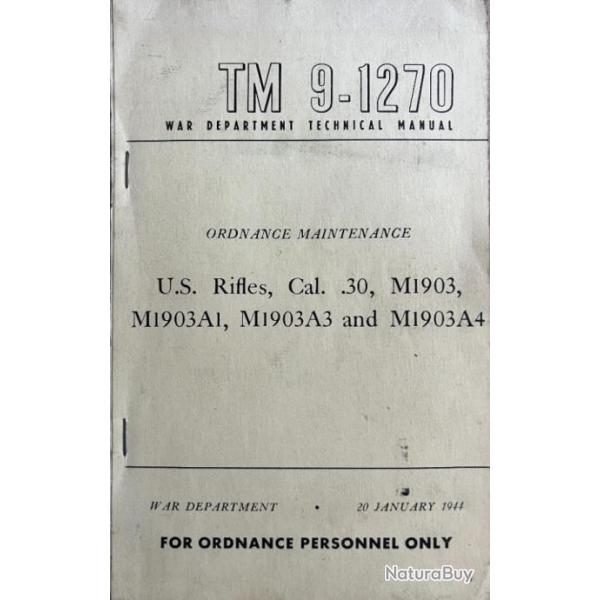 TM 9-1270
WAR DEPARTMENT TECHNICAL MANUAL
ORDNANCE MAINTENANCE
U.S. Rifles, Cal. .30, M1903,
M1903A1, M1903A3 and M1903A4
WAR DEPARTMENT • 20 JANUARY 1944
FOR ORDNANCE PERSONNEL ONLY
NaturaBuy